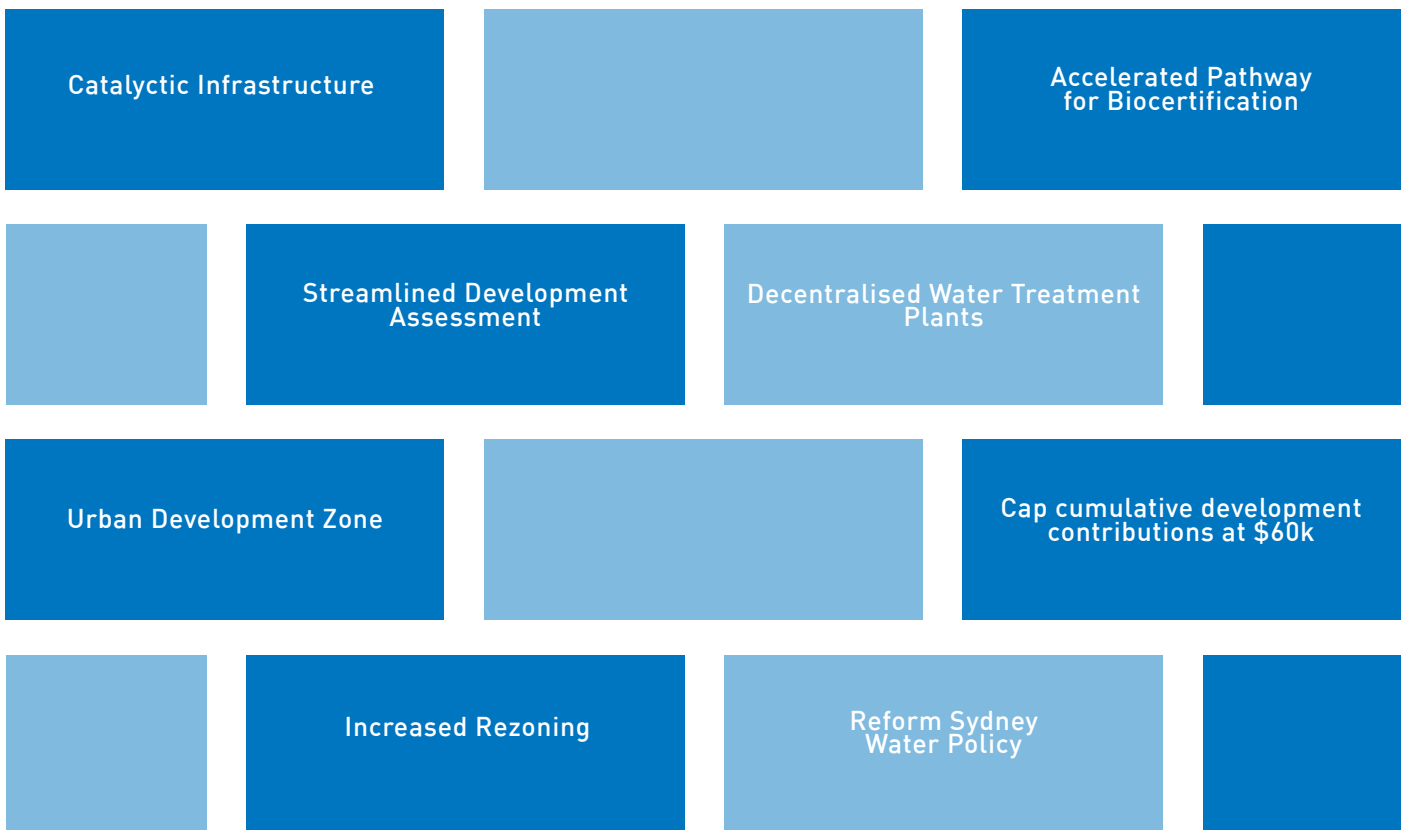 Catalyctic Infrastructure
Accelerated Pathway
for Biocertification
Streamlined Development
Assessment
Decentralised Water Treatment
Plants
Urban Development Zone
Cap cumulative development
contributions at $60k
Increased Rezoning
Reform Sydney
Water Policy